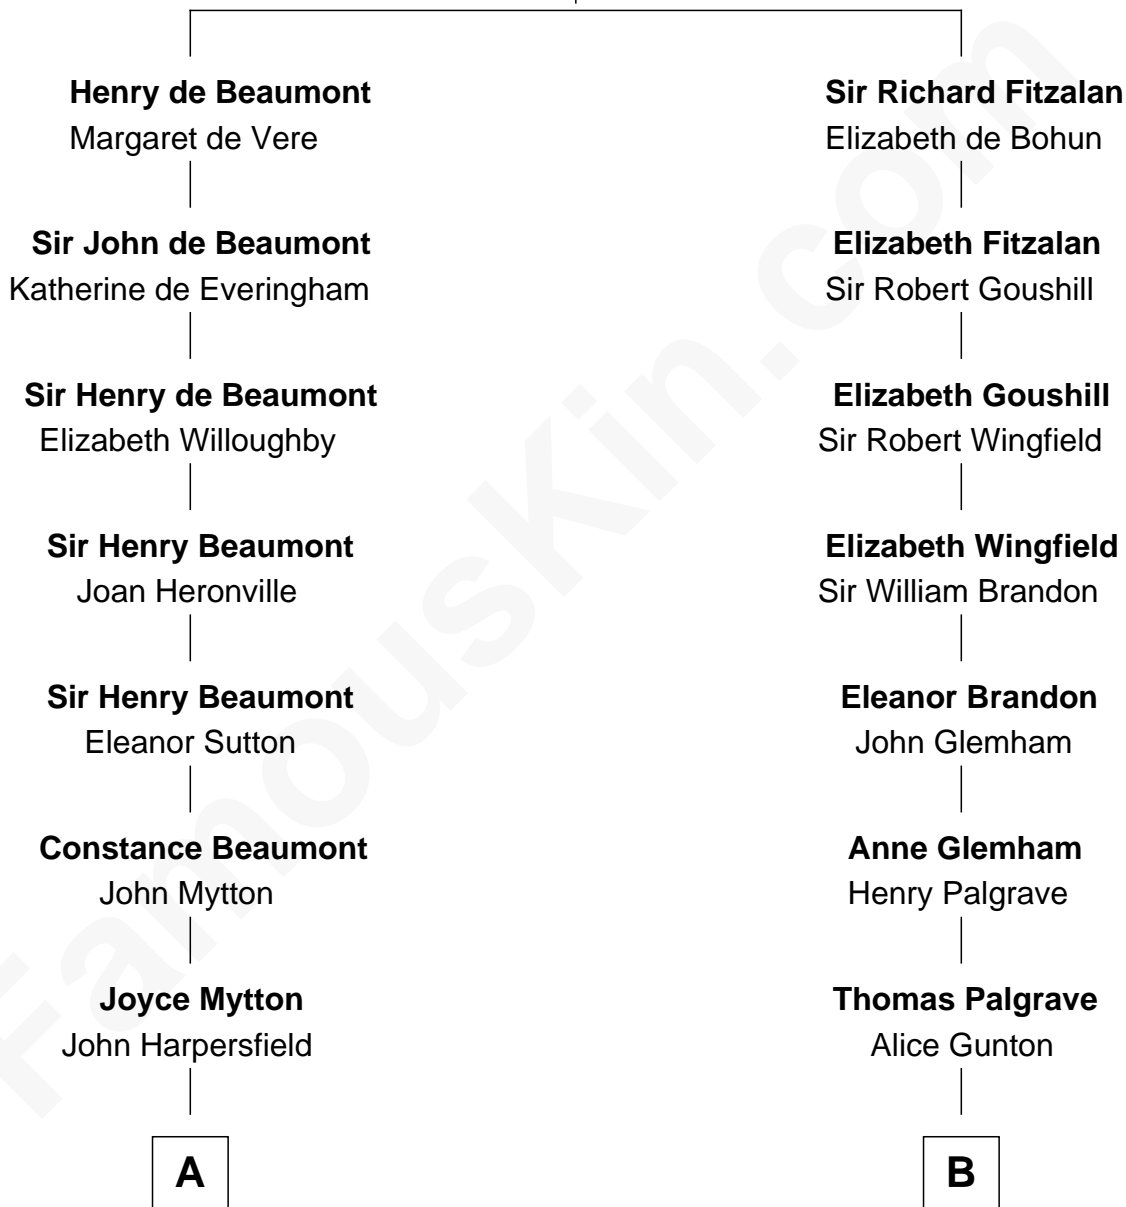 Henry de Beaumont
Margaret de Vere
Sir John de Beaumont
Katherine de Everingham
Sir Henry de Beaumont
Elizabeth Willoughby
Sir Henry Beaumont
Joan Heronville
Sir Henry Beaumont
Eleanor Sutton
Constance Beaumont
John Mytton
Joyce Mytton
John Harpersfield
A
Sir Richard Fitzalan
Elizabeth de Bohun
Elizabeth Fitzalan
Sir Robert Goushill
Elizabeth Goushill
Sir Robert Wingfield
Elizabeth Wingfield
Sir William Brandon
Eleanor Brandon
John Glemham
Anne Glemham
Henry Palgrave
Thomas Palgrave
Alice Gunton
B
FamousKin.com